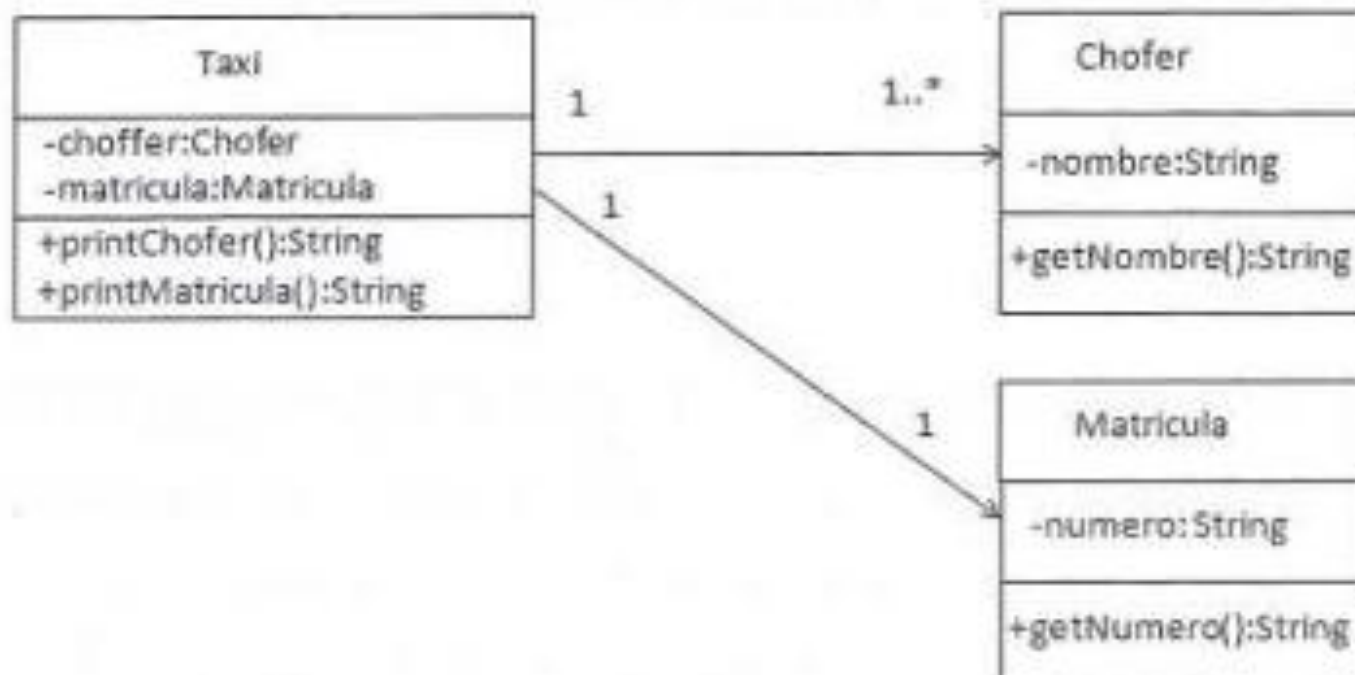 Taxi
-choffer:Chofer
-matricula:Matricula
+printChofer():String
+printMatricula():String
1
1..*
1
1
Chofer
-nombre:String
+getNombre():String
Matricula
-numero:String
+getNumero():String